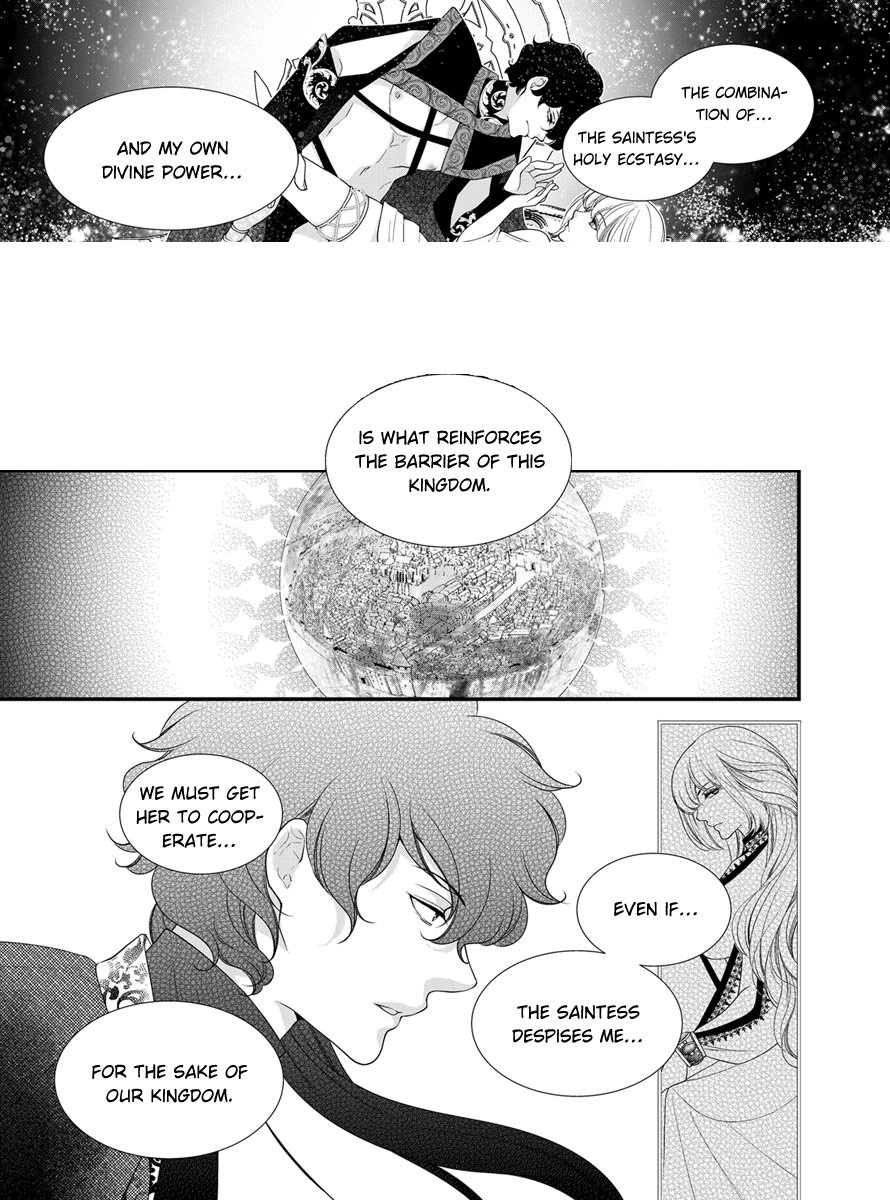 THE COMBINA-
TION OF...
THE SAINTESS'S
HOLY ECSTASY...
AND MY OWN
DIVINE POWER...
IS WHAT REINFORCES
THE BARRIER OF THIS
KINGDOM.
EVEN IF...
THE SAINTESS
DESPISES ME...
WE MUST GET
HER TO COOP-
ERATE...
FOR THE SAKE OF
OUR KINGDOM.